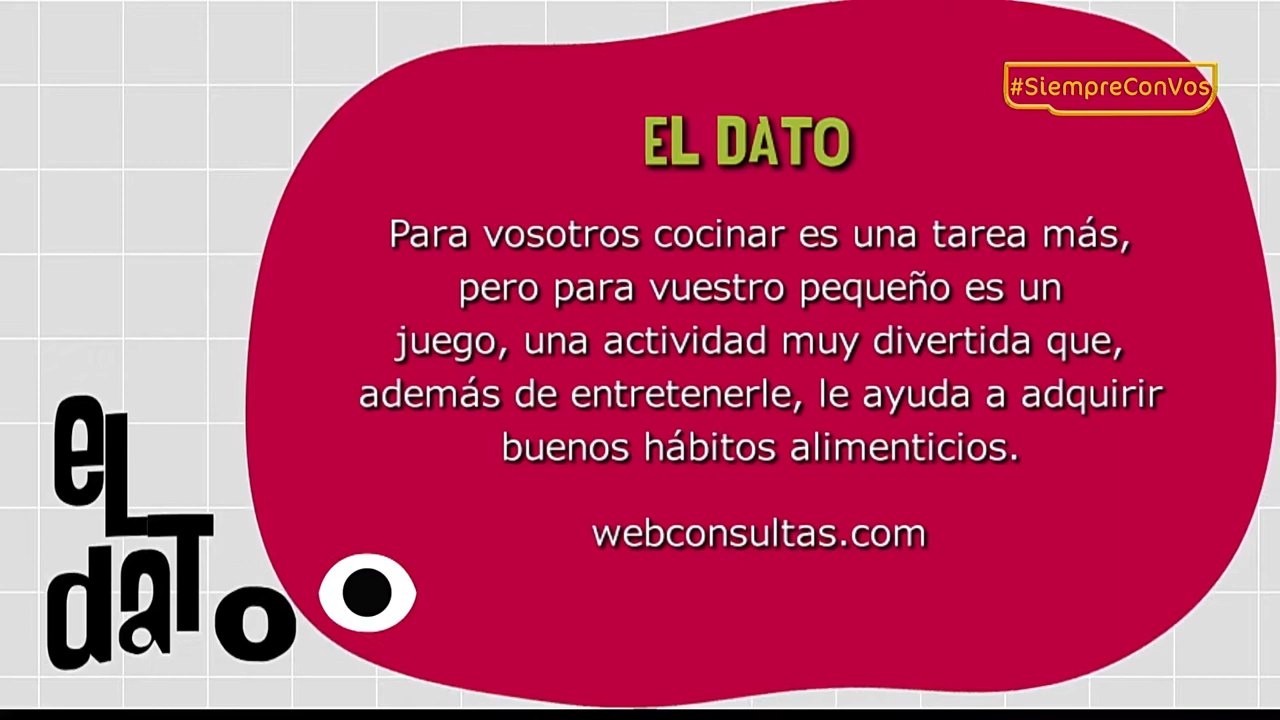 #SiempreConVos
EL DATO
Para vosotros cocinar es una tarea más,
pero para vuestro pequeño es un
juego, una actividad muy divertida que,
además de entretenerle, le ayuda a adquirir
buenos hábitos alimenticios.
webconsultas.com
eL
daTo